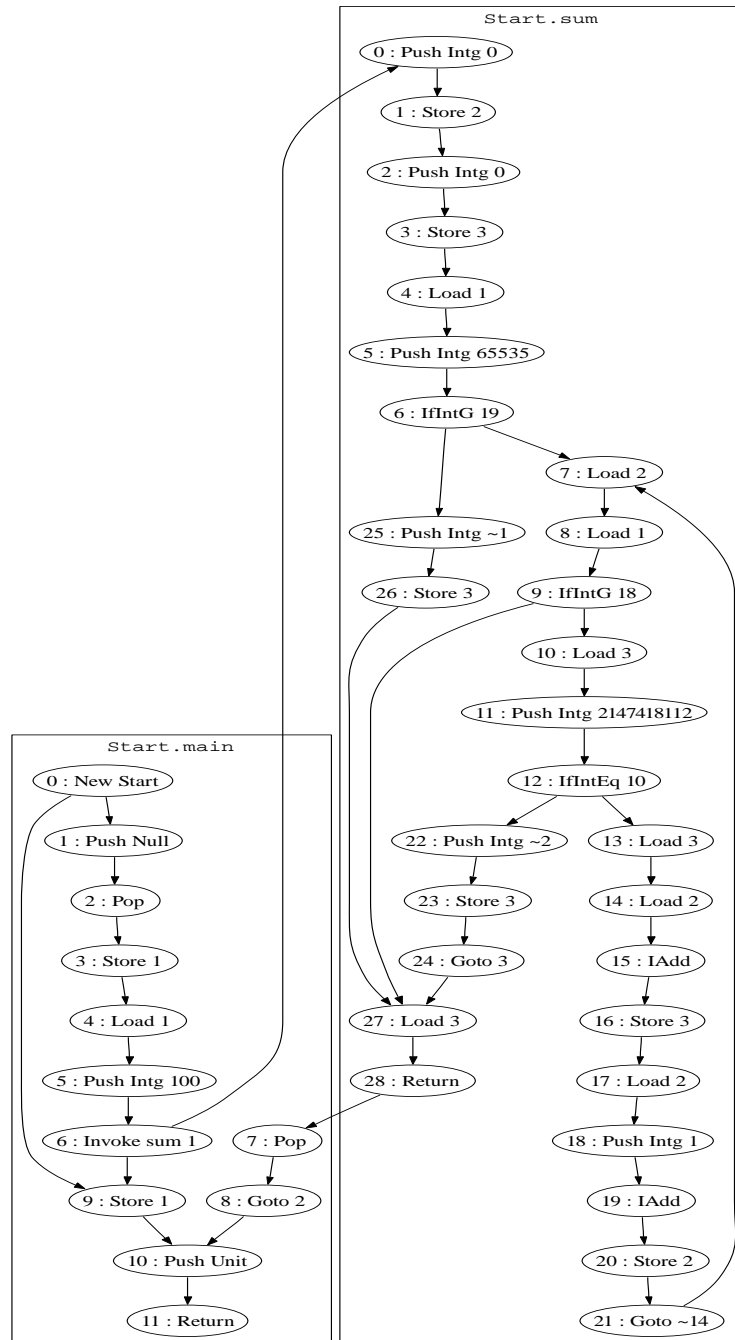 Start.sum
0 : Push Intg 0
1 : Store 2
2 : Push Intg 0
3 : Store 3
4 : Load 1
5 : Push Intg 65535
6 : IfIntG 19
7 : Load 2
25 : Push Intg ~1
8 : Load 1
26 : Store 3
9 : IfIntG 18
10 : Load 3
11 : Push Intg 2147418112
12 : IfIntEq 10
22 : Push Intg ~2
13 : Load 3
23 : Store 3
14 : Load 2
24 : Goto 3
15 : IAdd
27 : Load 3
16 : Store 3
28 : Return
17 : Load 2
18 : Push Intg 1
19 : IAdd
20 : Store 2
21 : Goto ~14
Start.main
0 : New Start
1 : Push Null
2 : Pop
3 : Store 1
4 : Load 1
5 : Push Intg 100
6 : Invoke sum 1
7 : Pop
9 : Store 1
8 : Goto 2
10 : Push Unit
11 : Return